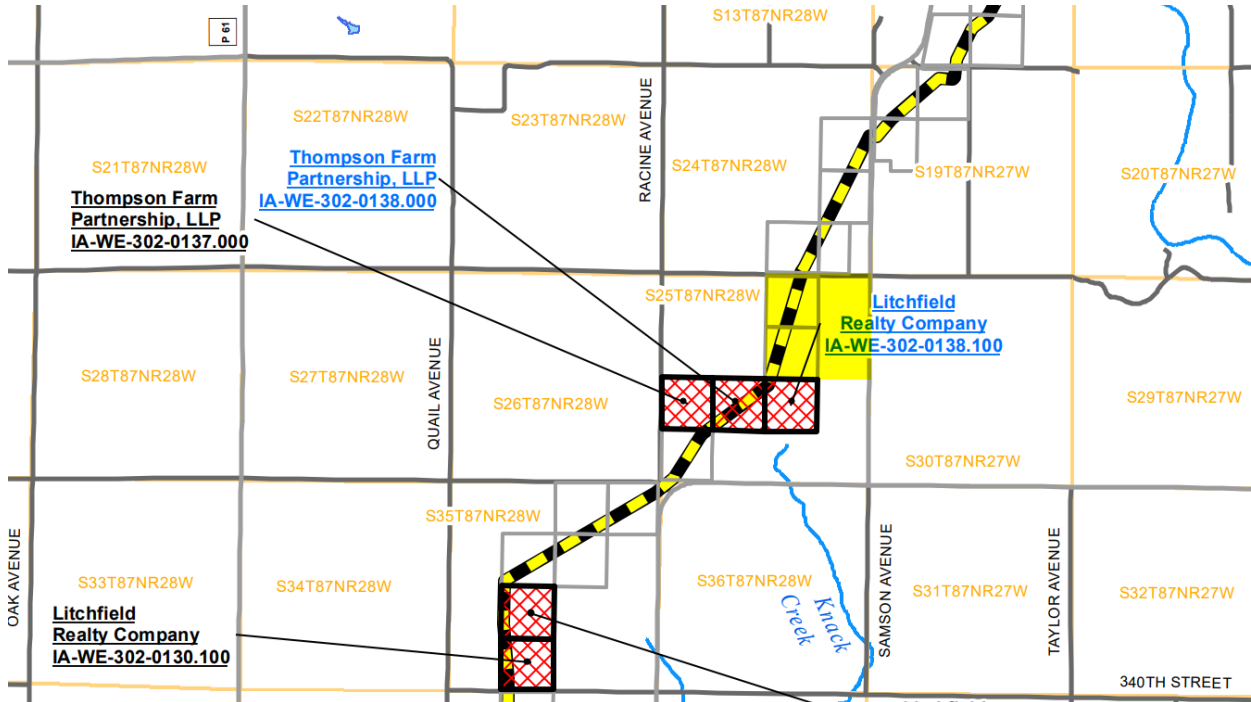 S13T87NR28W
P 61
S22T87NR28W
S23T87NR28W
RACINE AVENUE
S21T87NR28W
S24T87NR28W
S19T87NR27W
S20T87NR27W
Thompson Farm
Partnership, LLP
IA-WE-302-0138.000
Thompson Farm
Partnership, LLP
IA-WE-302-0137.000
S25T87NR28W
Litchfield
Realty Company
IA-WE-302-0138.100
QUAIL AVENUE
S28T87NR28W
S27T87NR28W
S26T87NR28W
S29T87NR27W
S30T87NR27W
S35T87NR28W
OAK AVENUE
S33T87NR28W
S34T87NR28W
S36T87NR28W
Knack
Creek
SAMSON AVENUE
S31T87NR27W
TAYLOR AVENUE
S32T87NR27W
Litchfield
Realty Company
IA-WE-302-0130.100
340TH STREET